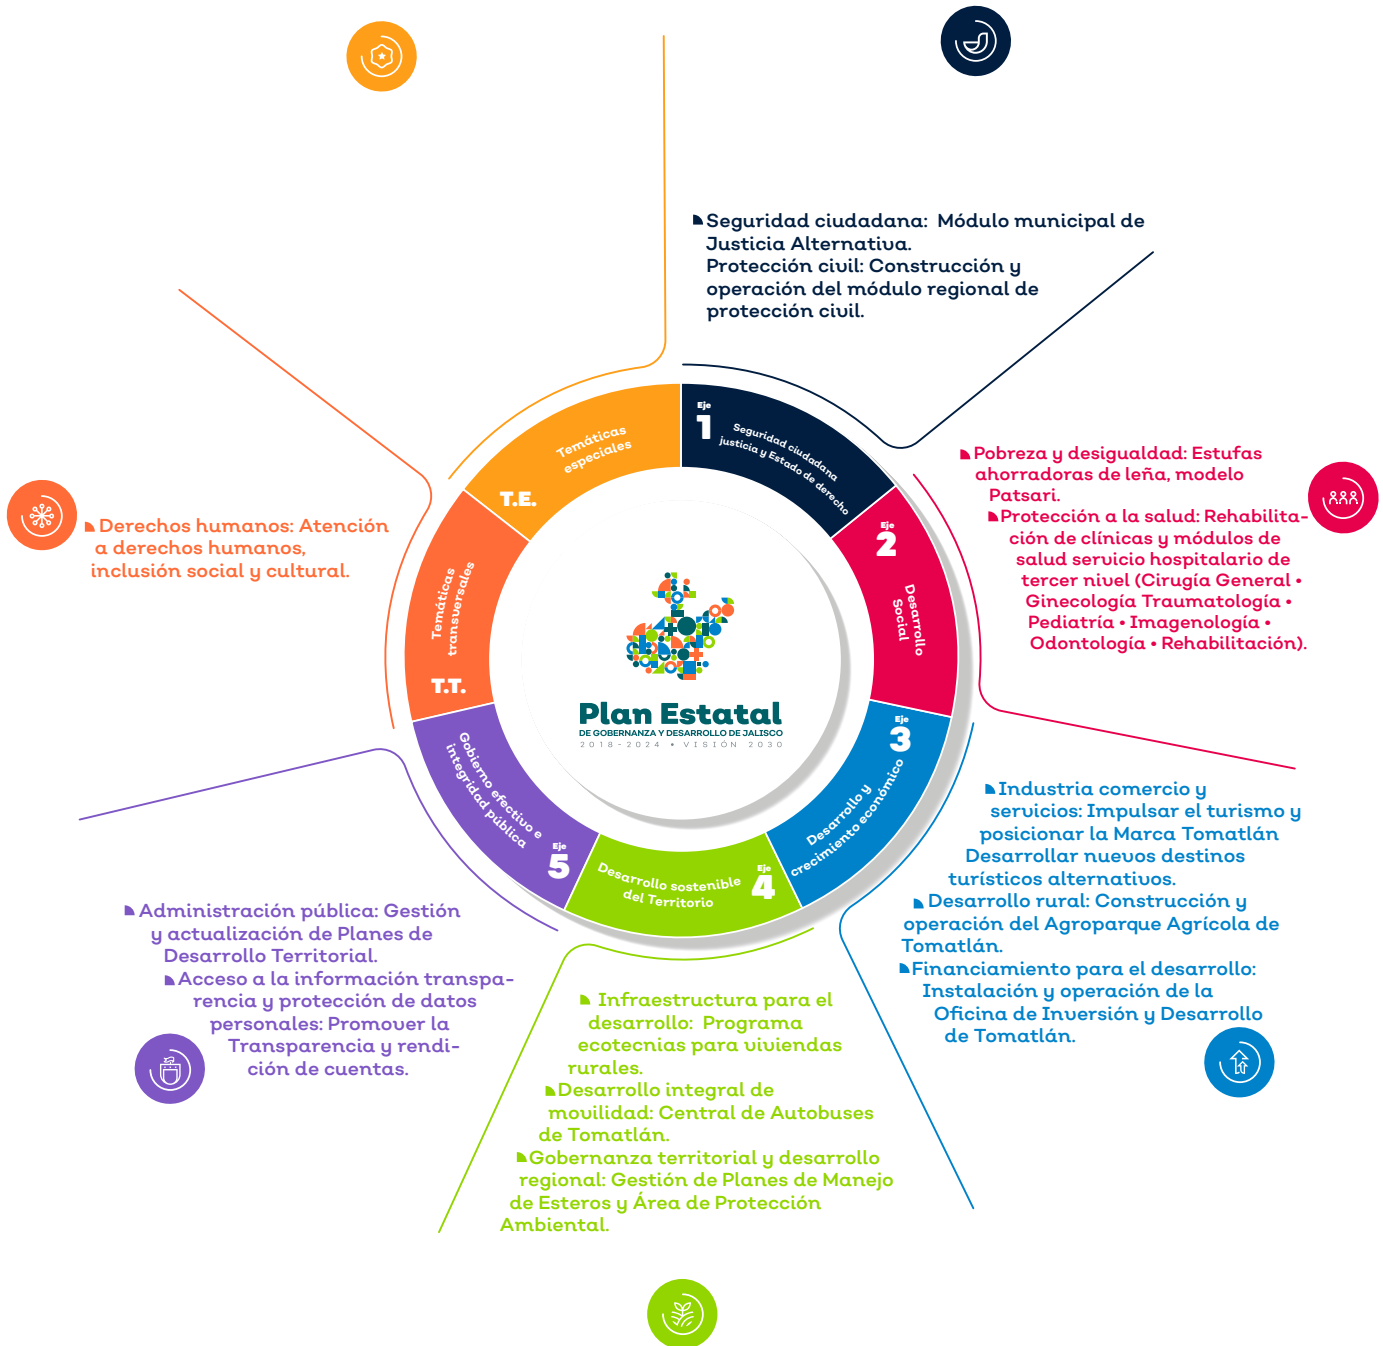 Seguridad ciudadana:  Módulo municipal de
Justicia Alternativa.
Protección civil: Construcción y
operación del módulo regional de
protección civil.
Pobreza y desigualdad: Estufas
ahorradoras de leña, modelo
Patsari.
Protección a la salud: Rehabilita-
ción de clínicas y módulos de
salud servicio hospitalario de
tercer nivel (Cirugía General •
Ginecología Traumatología •
Pediatría • Imagenología •
Odontología • Rehabilitación).
Industria comercio y
servicios: Impulsar el turismo y
posicionar la Marca Tomatlán
Desarrollar nuevos destinos
turísticos alternativos.
Desarrollo rural: Construcción y
operación del Agroparque Agrícola de
Tomatlán.
Financiamiento para el desarrollo:
Instalación y operación de la
Oficina de Inversión y Desarrollo
de Tomatlán.
Infraestructura para el
desarrollo:  Programa
ecotecnias para viviendas
rurales.
Desarrollo integral de
movilidad: Central de Autobuses
de Tomatlán.
Gobernanza territorial y desarrollo
regional: Gestión de Planes de Manejo
de Esteros y Área de Protección
Ambiental.
Administración pública: Gestión
y actualización de Planes de
Desarrollo Territorial.
Acceso a la información transpa-
rencia y protección de datos
personales: Promover la
Transparencia y rendi-
ción de cuentas.
Derechos humanos: Atención
a derechos humanos,
inclusión social y cultural.
Eje
1
Seguridad ciudadana
justicia y Estado de derecho
Eje
2
Desarrollo
Social
Eje
3
Desarrollo y
crecimiento económico
Eje
4
Desarrollo sostenible
del Territorio
Eje
5
Gobierno efectivo e
integridad pública
T.T.
Temáticas
transversales
T.E.
Temáticas
especiales
Plan Estatal
DE GOBERNANZA Y DESARROLLO DE JALISCO
2018-2024 • VISIÓN 2030